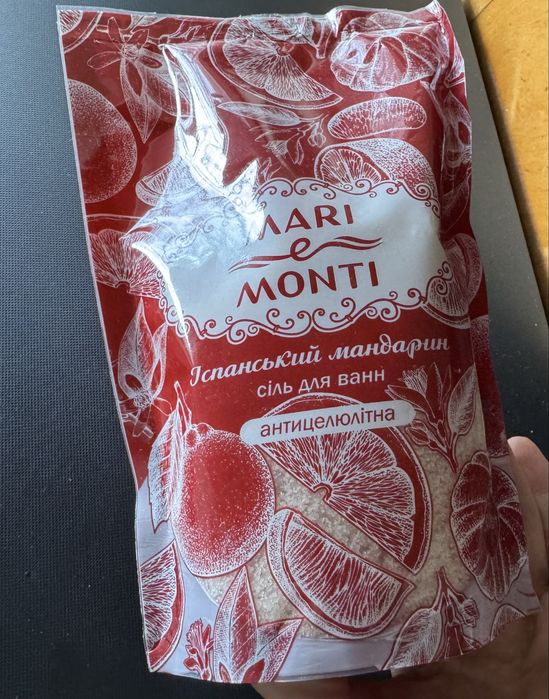 MARI
e
MONTI
Іспанський мандарин
сіль для ванн
антицелюлітна